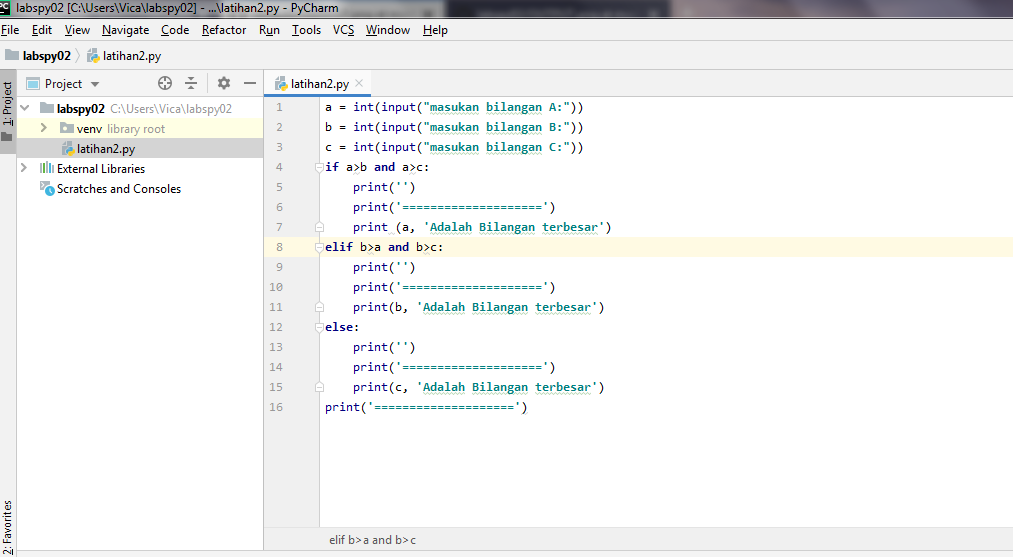 PC labspy02 [C:\Users\Vica\labspy02] - ...\latihan2.py - PyCharm
File Edit View Navigate Code Refactor Run Tools VCS Window Help
labspy02 latihan2.py
1: Project
Project
labspy02 C:\Users\Vica\labspy02
venv library root
latihan2.py
External Libraries
Scratches and Consoles
2: Favorites
latihan2.py
1 a = int(input("masukan bilangan A:"))
2 b = int(input("masukan bilangan B:"))
3 c = int(input("masukan bilangan C:"))
4 if a>b and a>c:
5 print('')
6 print('====================')
7 print (a, 'Adalah Bilangan terbesar')
8 elif b>a and b>c:
9 print('')
10 print('====================')
11 print(b, 'Adalah Bilangan terbesar')
12 else:
13 print('')
14 print('====================')
15 print(c, 'Adalah Bilangan terbesar')
16 print('====================')
elif b>a and b>c